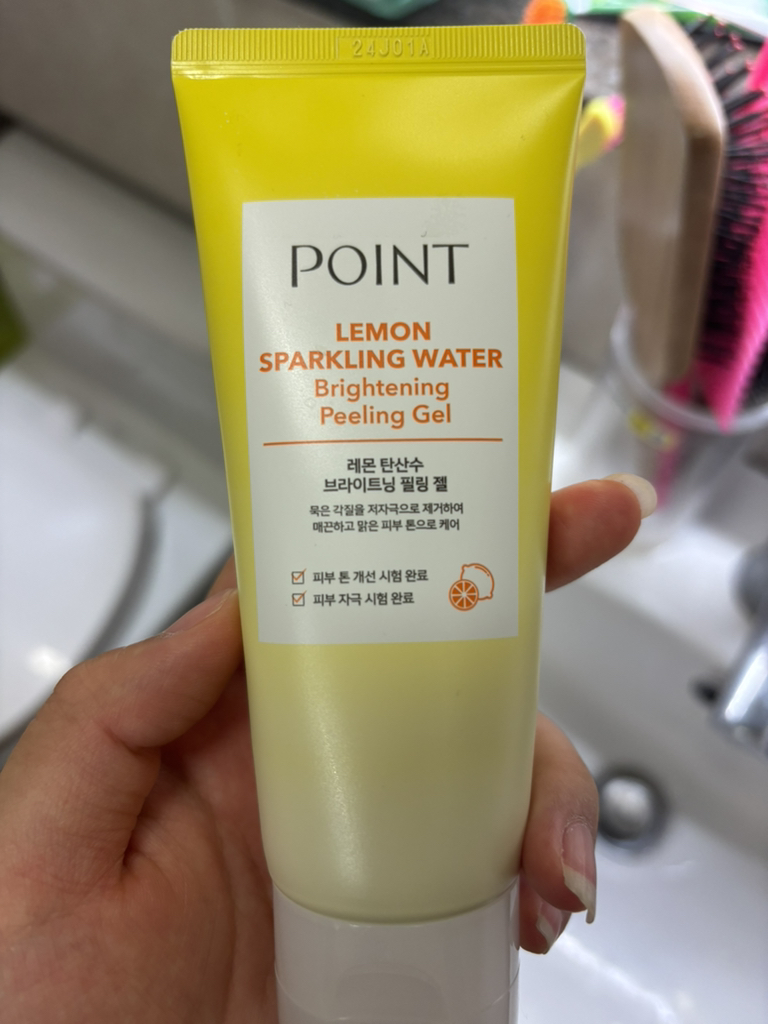 24J01A
POINT
LEMON
SPARKLING WATER
Brightening
Peeling Gel
레몬 탄산수
브라이트닝 필링 젤
묵은 각질을 저자극으로 제거하여
매끈하고 맑은 피부 톤으로 케어
피부 톤 개선 시험 완료
피부 자극 시험 완료